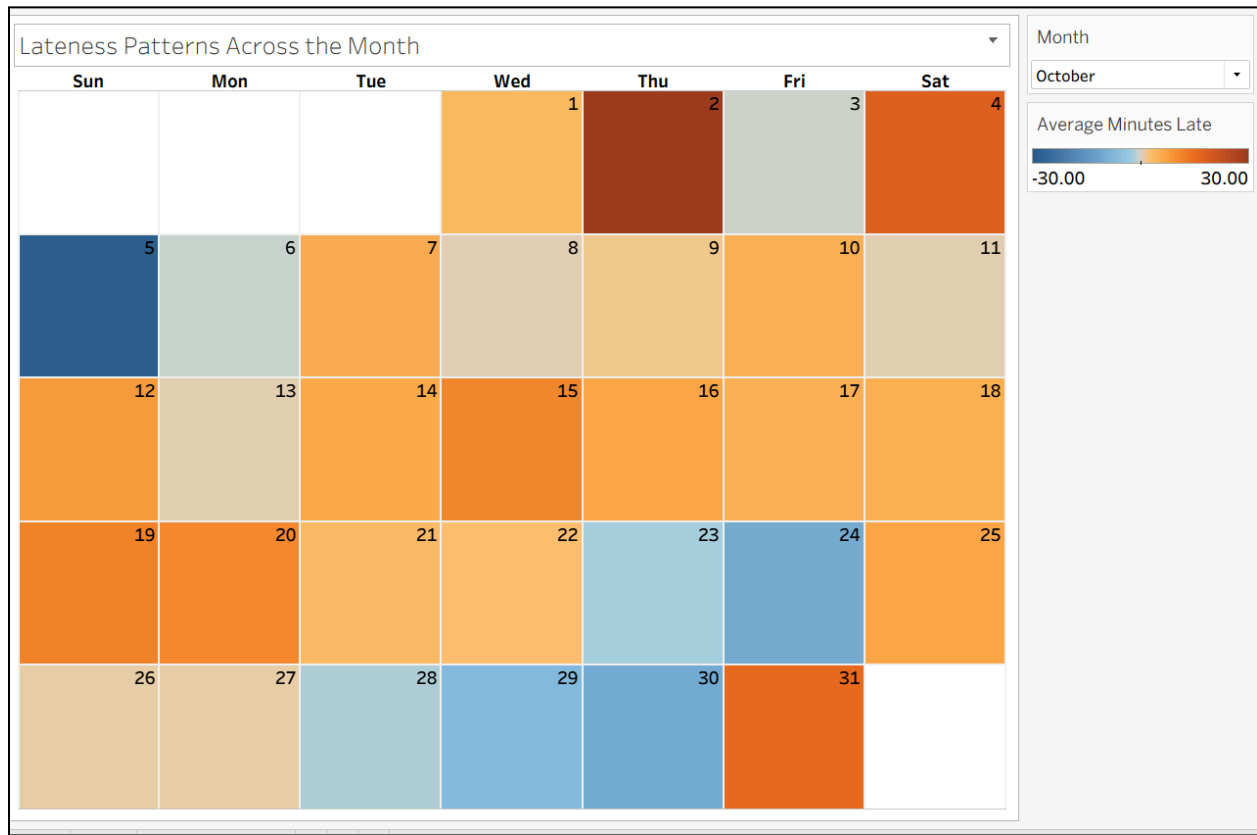 Lateness Patterns Across the Month
Month
October
Average Minutes Late
-30.00 30.00
Sun Mon Tue Wed Thu Fri Sat
1 2 3 4
5 6 7 8 9 10 11
12 13 14 15 16 17 18
19 20 21 22 23 24 25
26 27 28 29 30 31